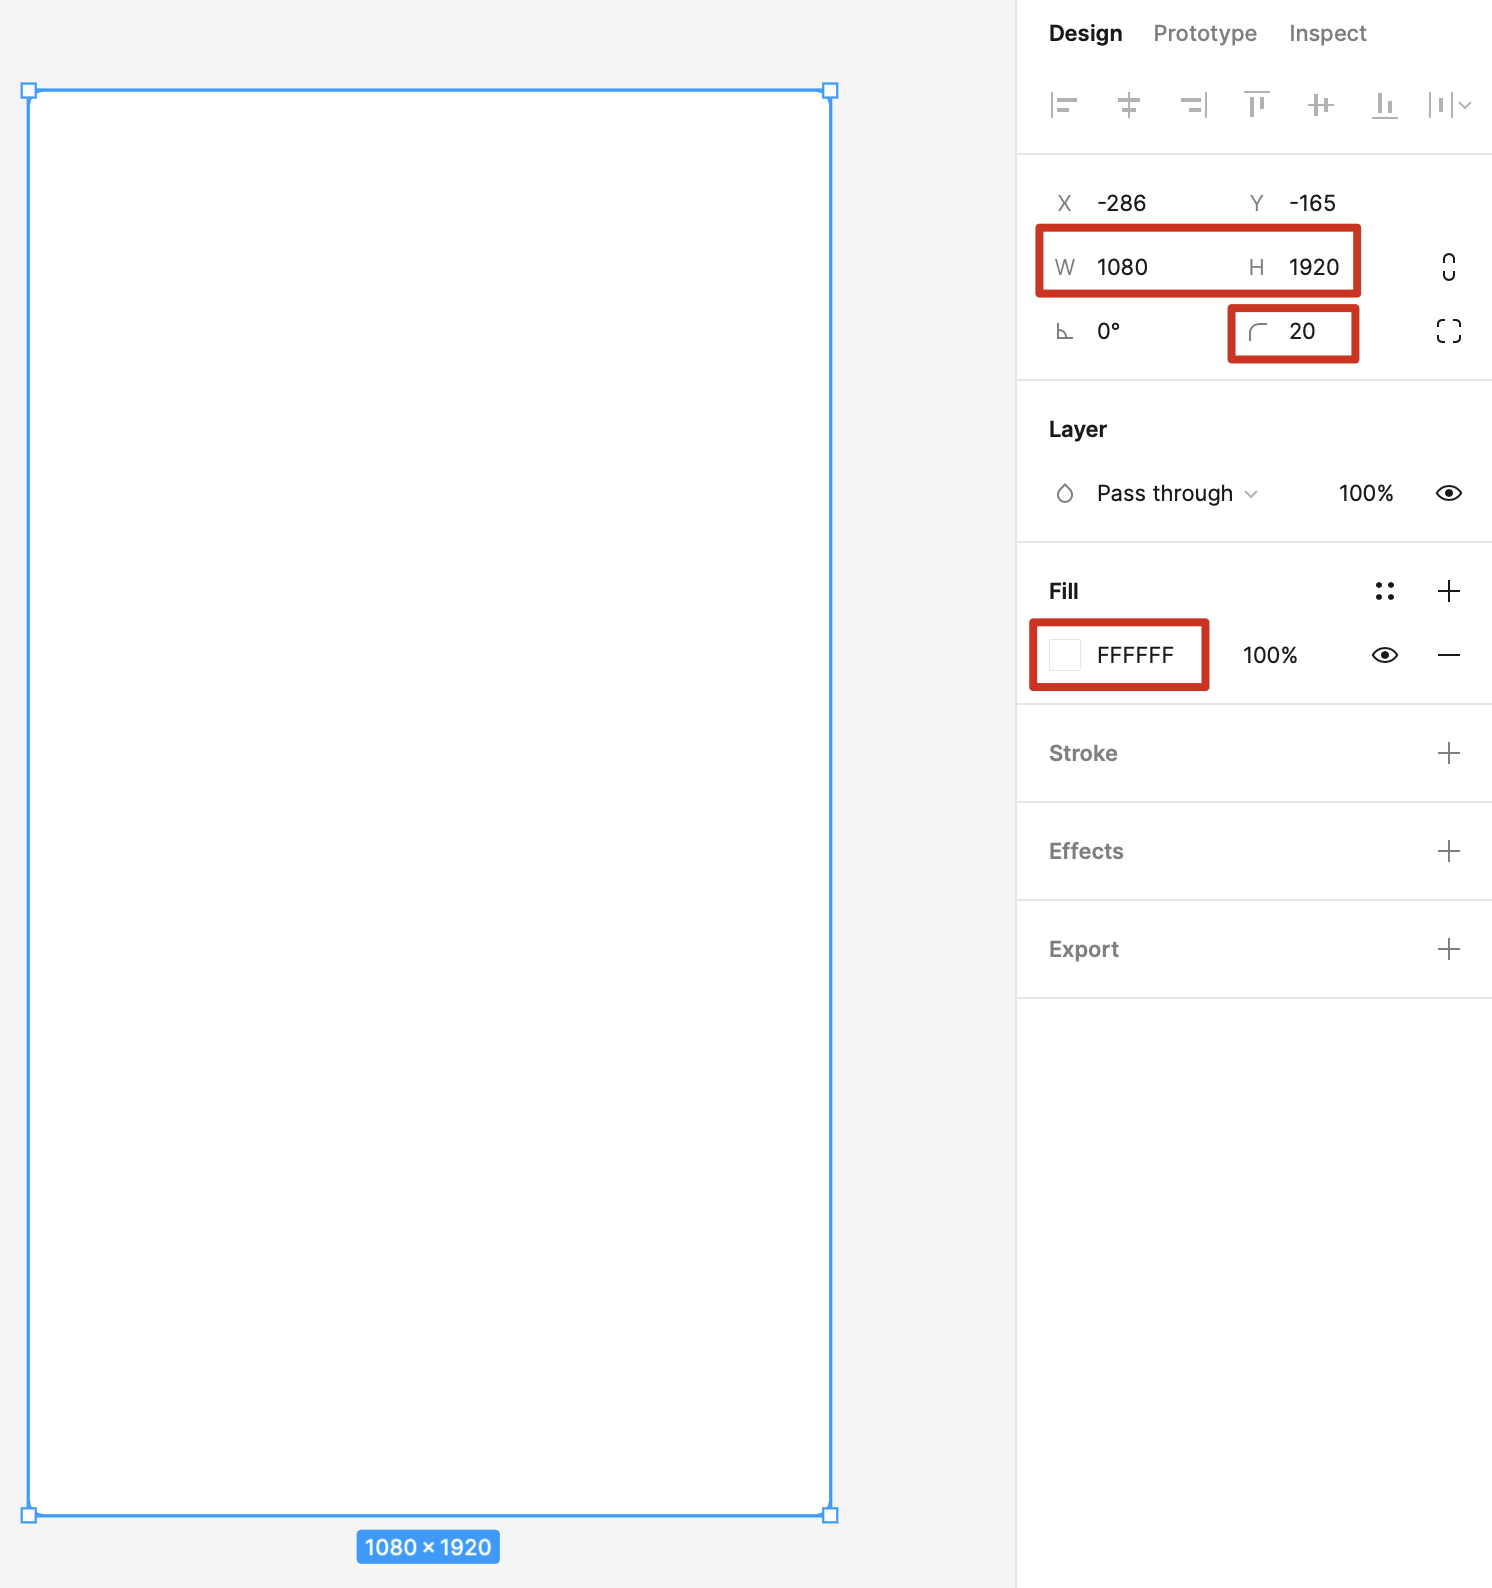 Design Prototype Inspect
X -286 Y -165
W 1080 H 1920
0° 20
Layer
Pass through 100%
Fill
FFFFFF 100%
Stroke
Effects
Export
1080 × 1920